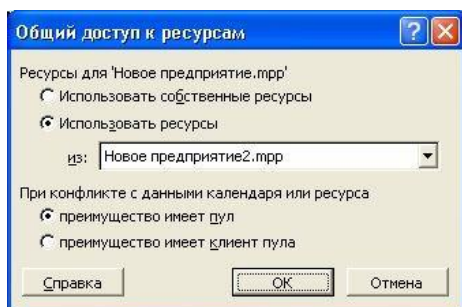 Общий доступ к ресурсам
Ресурсы для 'Новое предприятие.mpp'
Использовать собственные ресурсы
Использовать ресурсы
из: Новое предприятие2.mpp
При конфликте с данными календаря или ресурса
преимущество имеет пул
преимущество имеет клиент пула
Справка ОК Отмена